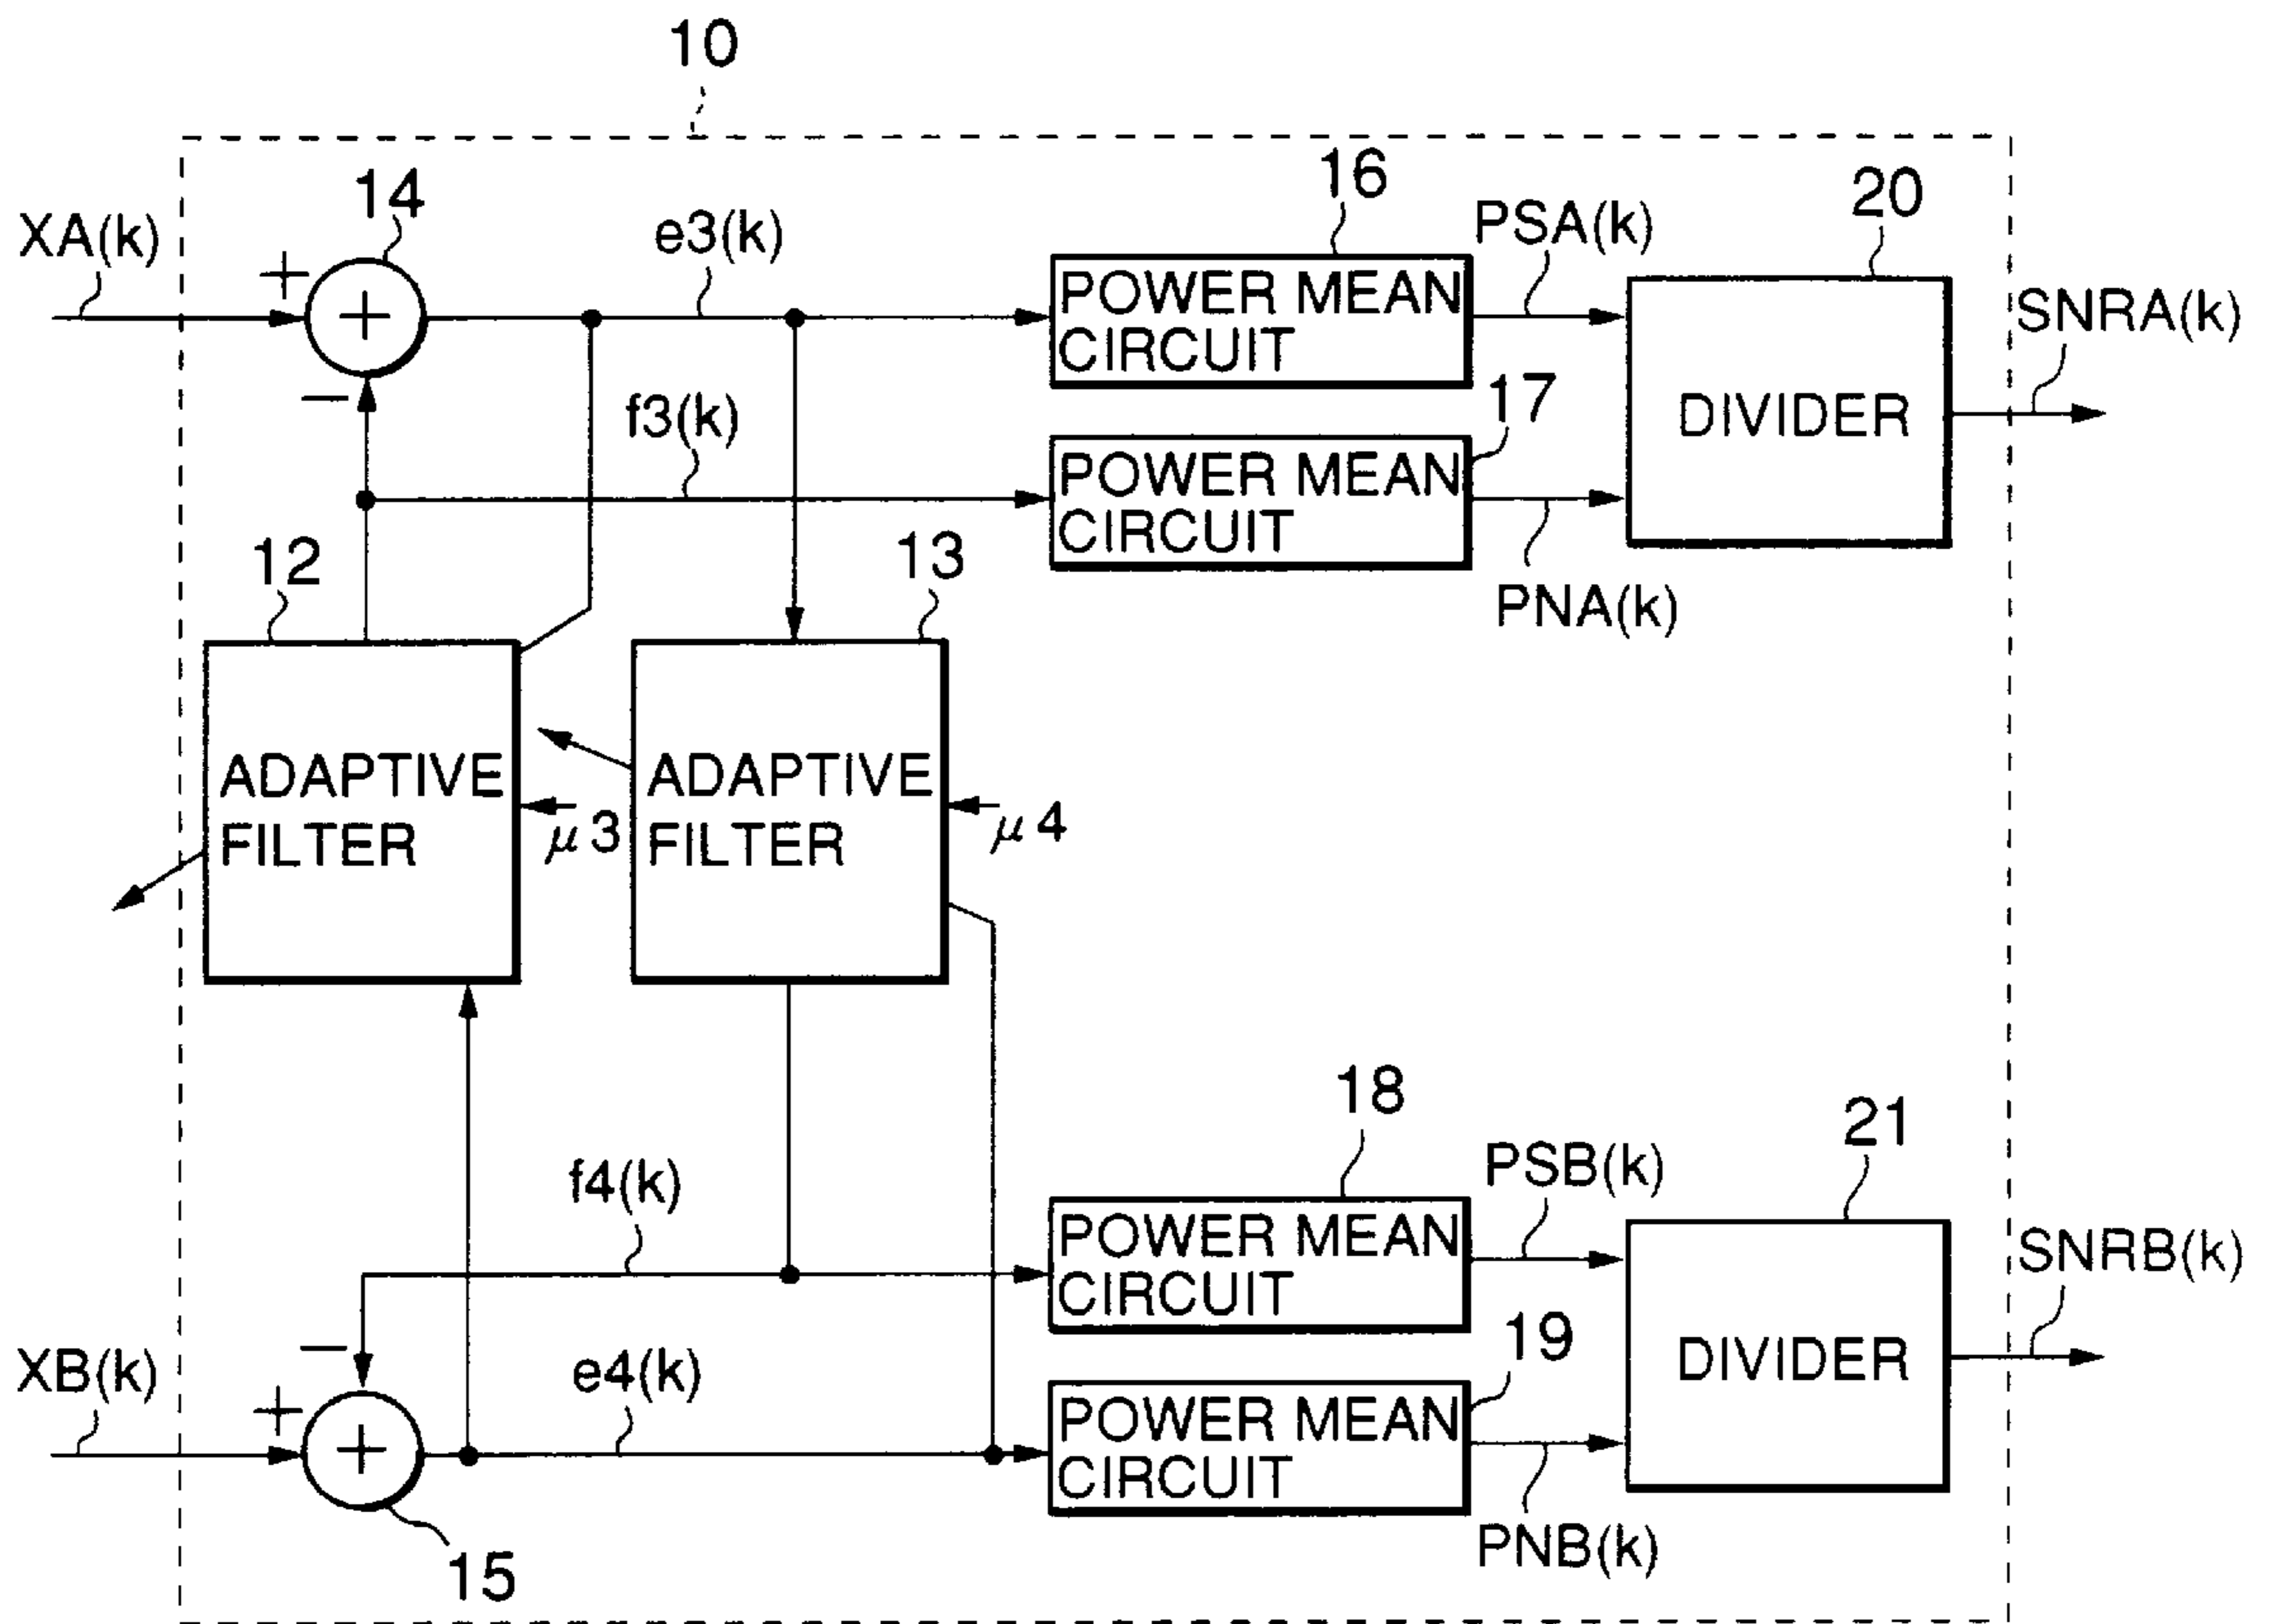 10
14
16
20
XA(k)
e3(k)
PSA(k)
+
+
POWER MEAN
CIRCUIT
SNRA(k)
−
f3(k)
17
DIVIDER
POWER MEAN
CIRCUIT
12
13
PNA(k)
ADAPTIVE
FILTER
μ3
ADAPTIVE
FILTER
μ4
18
21
f4(k)
PSB(k)
POWER MEAN
CIRCUIT
SNRB(k)
−
19
XB(k)
e4(k)
DIVIDER
+
+
POWER MEAN
CIRCUIT
15
PNB(k)